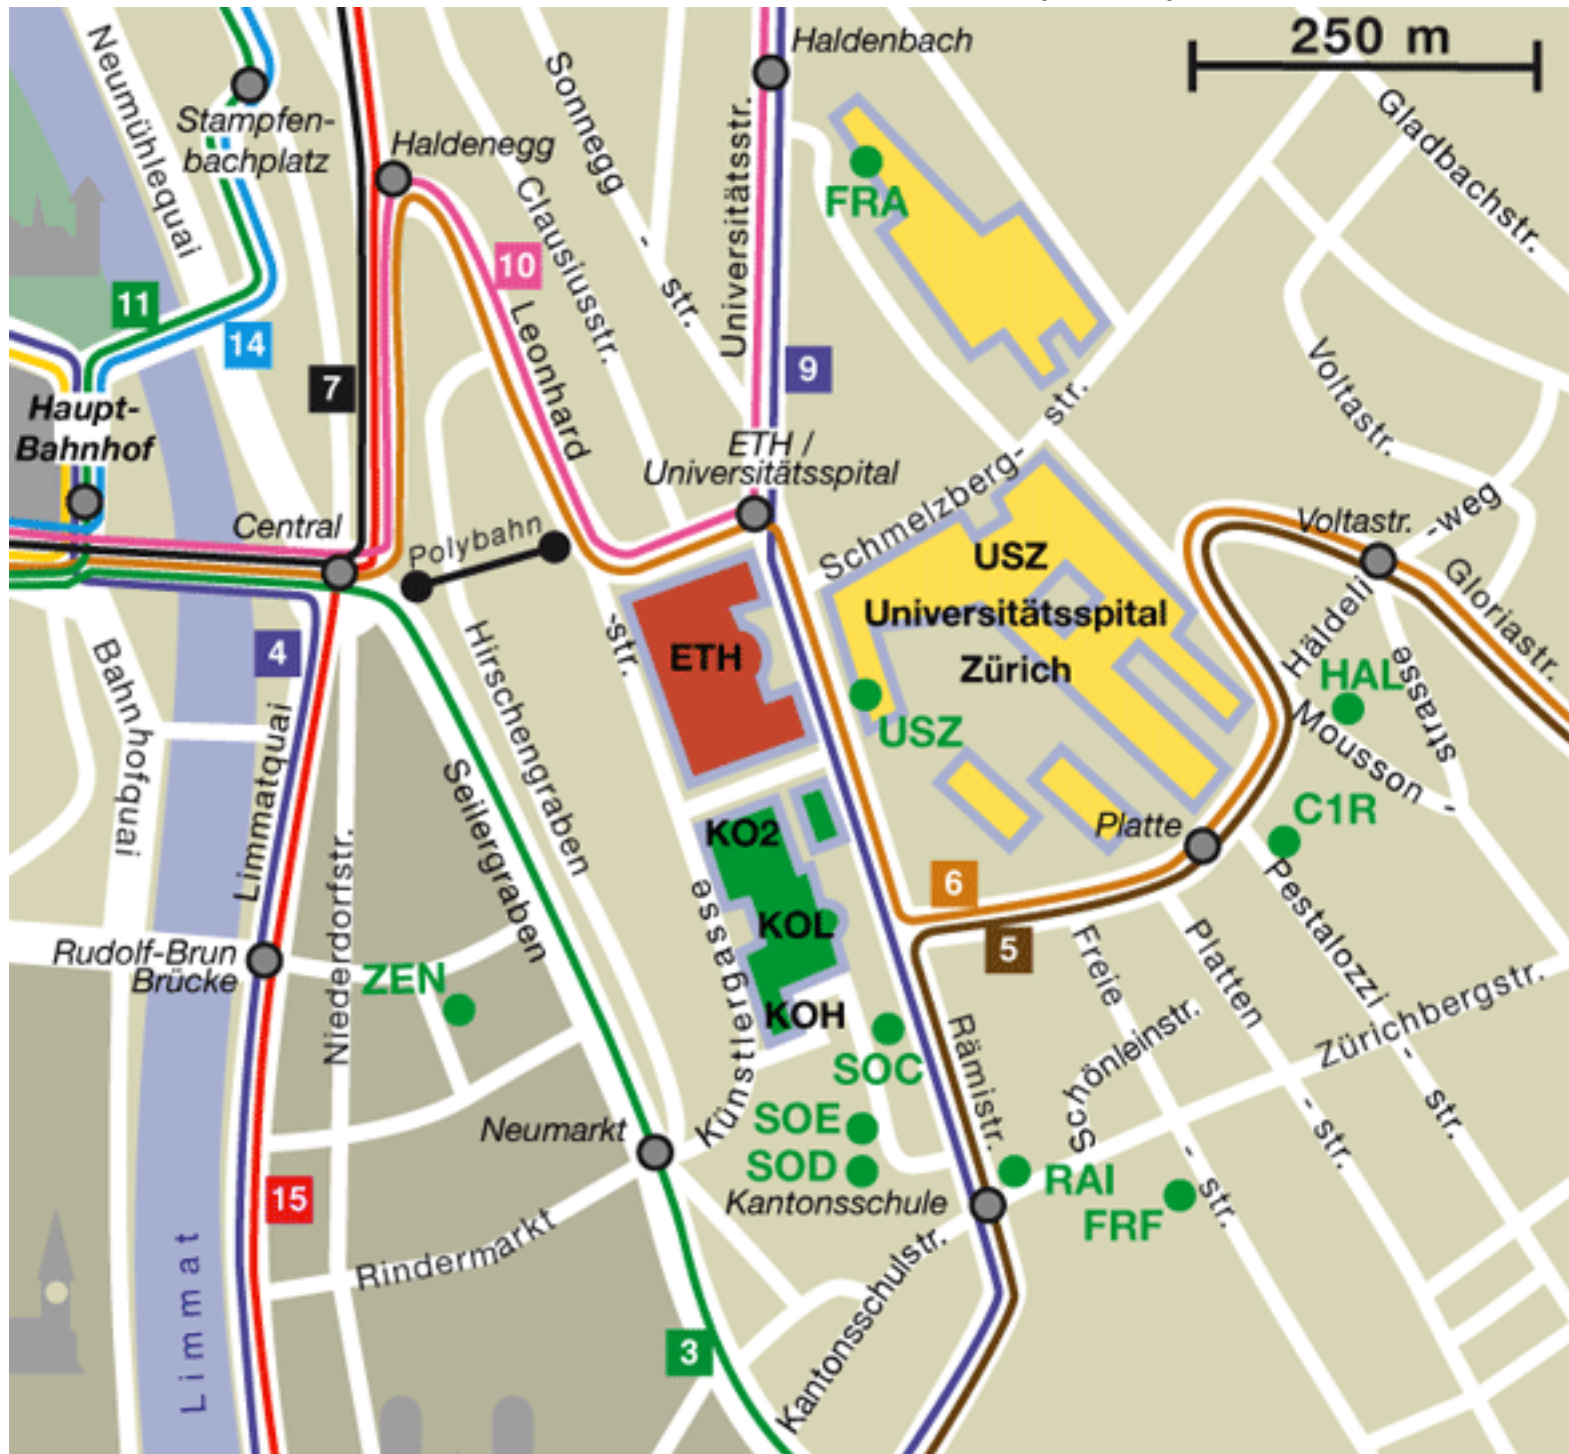 250 m
Haldenbach
Neumühlequai
Stampfen-
bachplatz
Haldenegg
Sonnegg
-
str.
Clausiusstr.
Universitätsstr.
FRA
Gladbachstr.
10
11
14
7
9
Leonhard
-str.
Voltastr.
Haupt-
Bahnhof
ETH /
Universitätsspital
Schmelzberg-
str.
Central
Polybahn
USZ
Universitätsspital
Zürich
Voltastr.
Häldeli
-weg
Gloriastr.
4
ETH
HAL
strasse
Mousson
-
USZ
Bahnhofquai
Limmatquai
Hirschengraben
Seilergraben
Niederdorfstr.
KO2
KOL
KOH
Künstlergasse
Platte
C1R
6
5
Rudolf-Brun
Brücke
ZEN
Freie
-
str.
Platten
-
str.
Pestalozzi
-
str.
Zürichbergstr.
Schönleinstr.
Rämistr.
SOC
SOE
SOD
Neumarkt
Kantonsschule
RAI
FRF
15
Rindermarkt
Limmat
3
Kantonsschulstr.